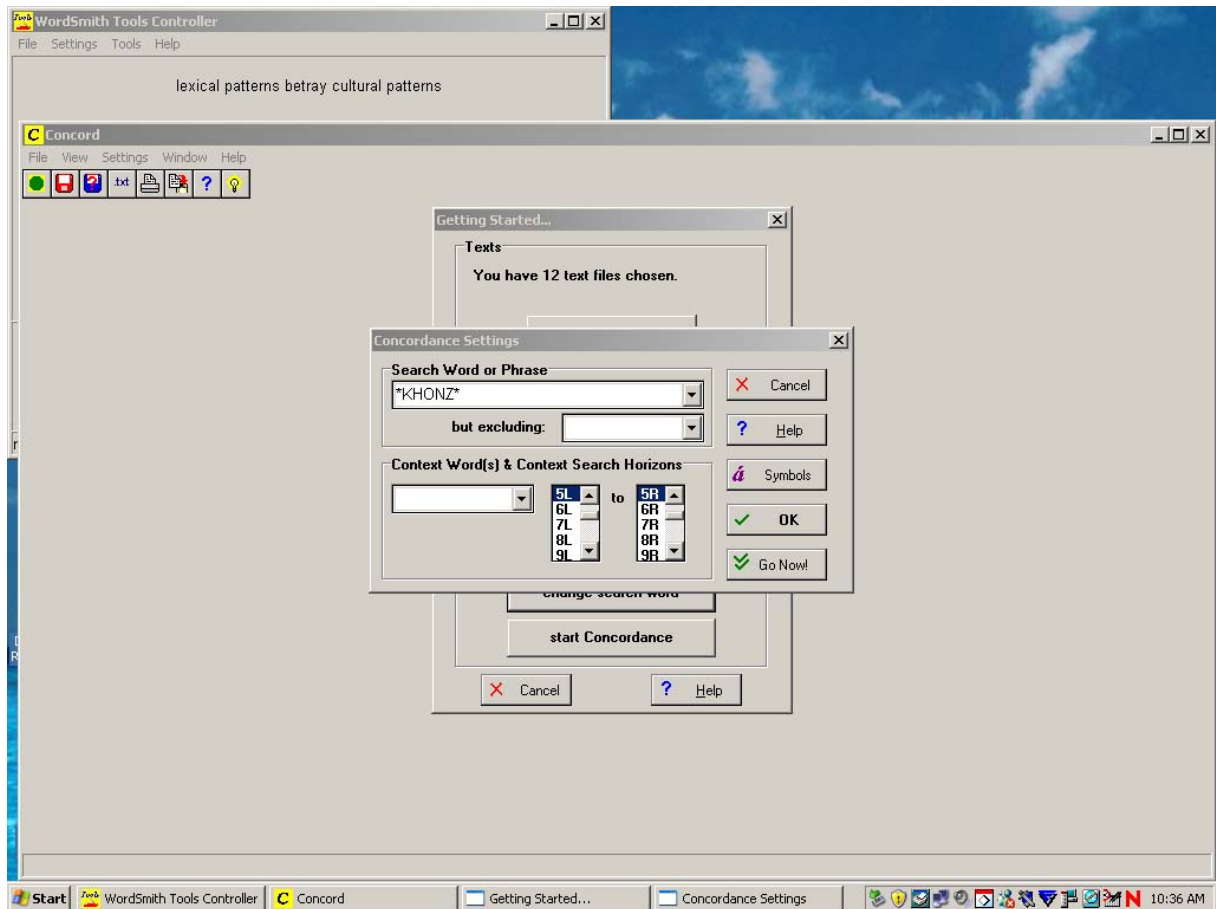 WordSmith Tools Controller
File Settings Tools Help
lexical patterns betray cultural patterns
C Concord
File View Settings Window Help
.txt ?
Getting Started...
Texts
You have 12 text files chosen.
Concordance Settings
Search Word or Phrase
*KHONZ*
but excluding:
Context Word(s) & Context Search Horizons
5L to 5R
6L 6R
7L 7R
8L 8R
9L 9R
Cancel
? Help
á Symbols
OK
Go Now!
change search word
start Concordance
Cancel ? Help
Start WordSmith Tools Controller C Concord Getting Started... Concordance Settings N 10:36 AM